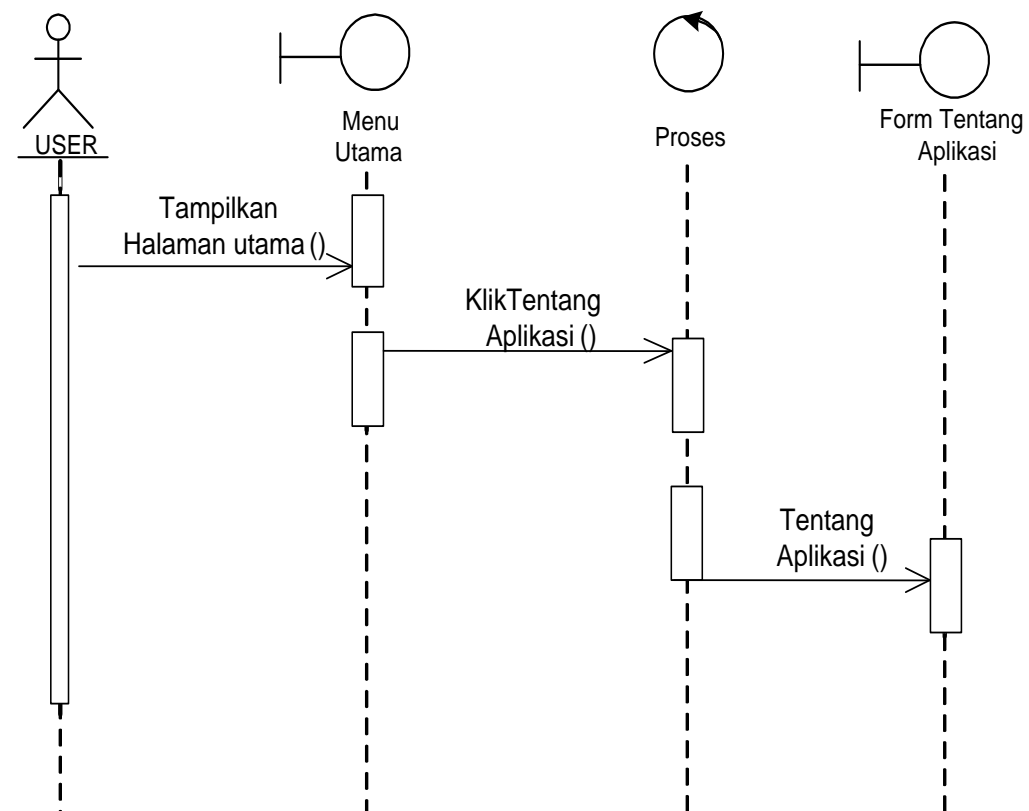 USER
Menu
Utama
Proses
Form Tentang
Aplikasi
Tampilkan
Halaman utama ()
KlikTentang
Aplikasi ()
Tentang
Aplikasi ()